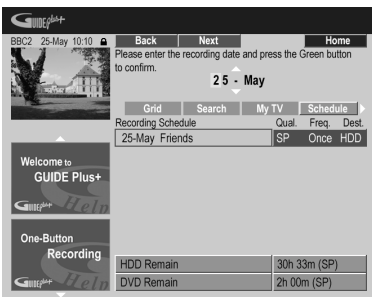 GUIDE Plus+
BBC2 25-May 10:10 Back Next Home
Please enter the recording date and press the Green button
to confirm.
25 - May
Grid Search My TV Schedule
Recording Schedule Qual. Freq. Dest.
25-May Friends SP Once HDD
Welcome to
GUIDE Plus+
GUIDE Plus+ Help
One-Button
Recording
GUIDE Plus+ Help
HDD Remain 30h 33m (SP)
DVD Remain 2h 00m (SP)